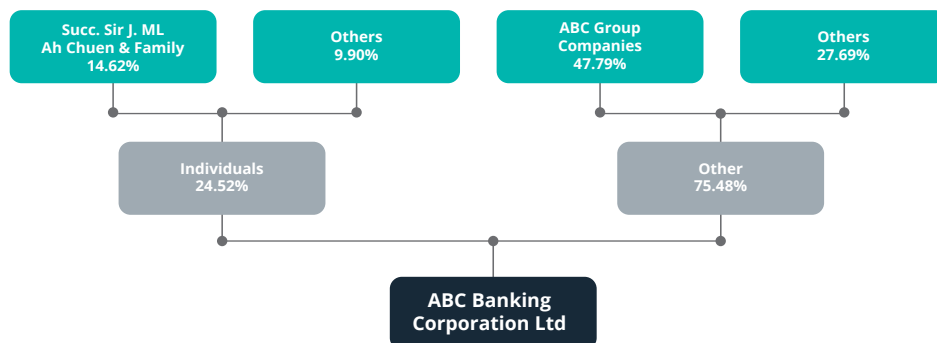 Succ. Sir J. ML
Ah Chuen & Family
14.62%
Others
9.90%
ABC Group
Companies
47.79%
Others
27.69%
Individuals
24.52%
Other
75.48%
ABC Banking
Corporation Ltd